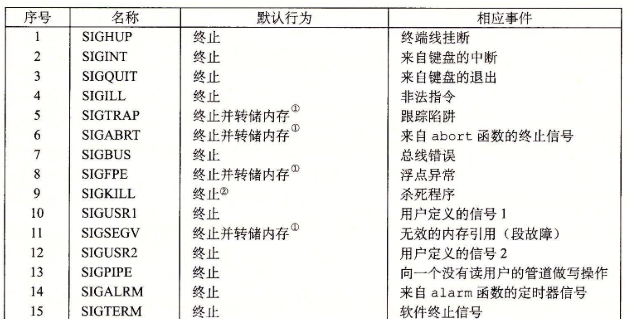 序号 名称 默认行为 相应事件
1 SIGHUP 终止 终端线挂断
2 SIGINT 终止 来自键盘的中断
3 SIGQUIT 终止 来自键盘的退出
4 SIGILL 终止 非法指令
5 SIGTRAP 终止并转储内存① 跟踪陷阱
6 SIGABRT 终止并转储内存① 来自 abort 函数的终止信号
7 SIGBUS 终止 总线错误
8 SIGFPE 终止并转储内存① 浮点异常
9 SIGKILL 终止② 杀死程序
10 SIGUSR1 终止 用户定义的信号 1
11 SIGSEGV 终止并转储内存① 无效的内存引用（段故障）
12 SIGUSR2 终止 用户定义的信号 2
13 SIGPIPE 终止 向一个没有读用户的管道做写操作
14 SIGALRM 终止 来自 alarm 函数的定时器信号
15 SIGTERM 终止 软件终止信号